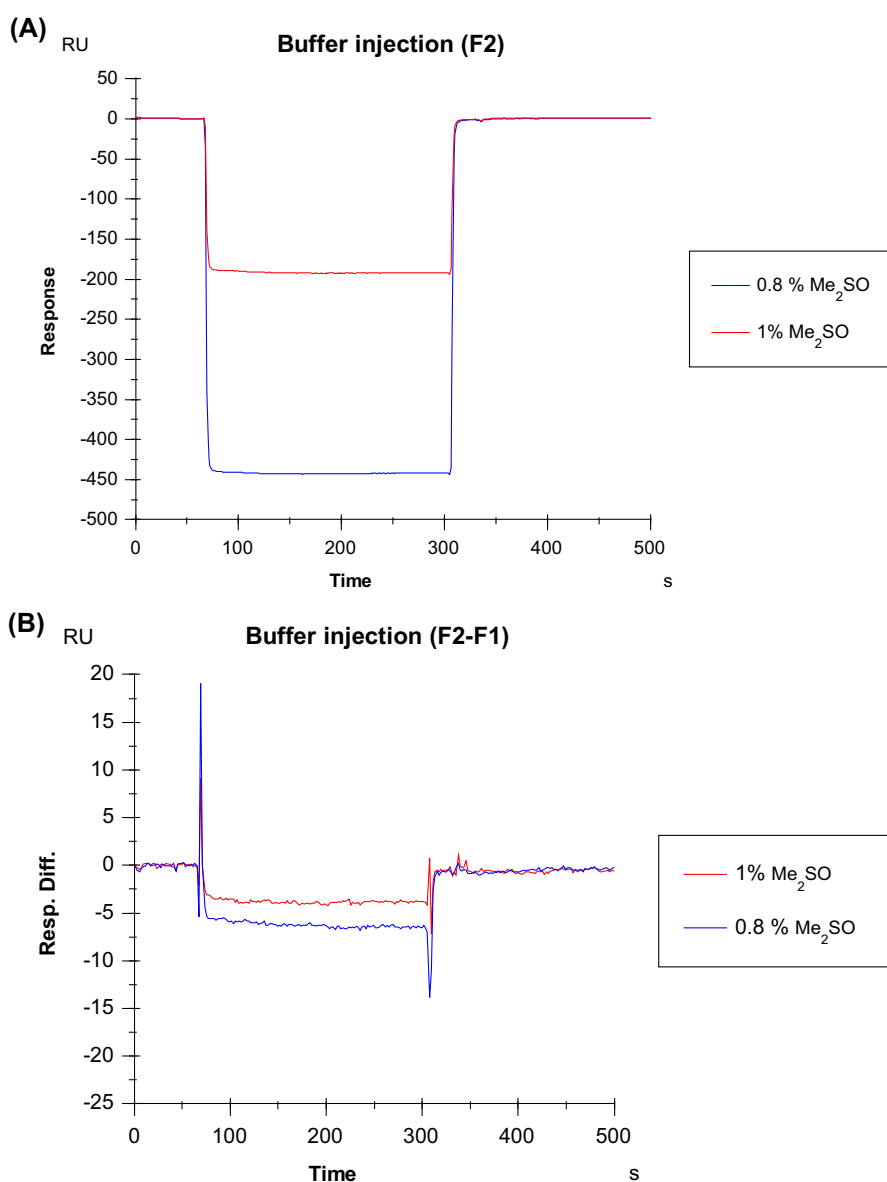 (A)
RU
Buffer injection (F2)
50
0
-50
-100
-150
-200
-250
-300
-350
-400
-450
-500
Response
0 100 200 300 400 500
Time
s
0.8 % Me₂SO
1% Me₂SO
(B)
RU
Buffer injection (F2-F1)
20
15
10
5
0
-5
-10
-15
-20
-25
Resp. Diff.
0 100 200 300 400 500
Time
s
1% Me₂SO
0.8 % Me₂SO